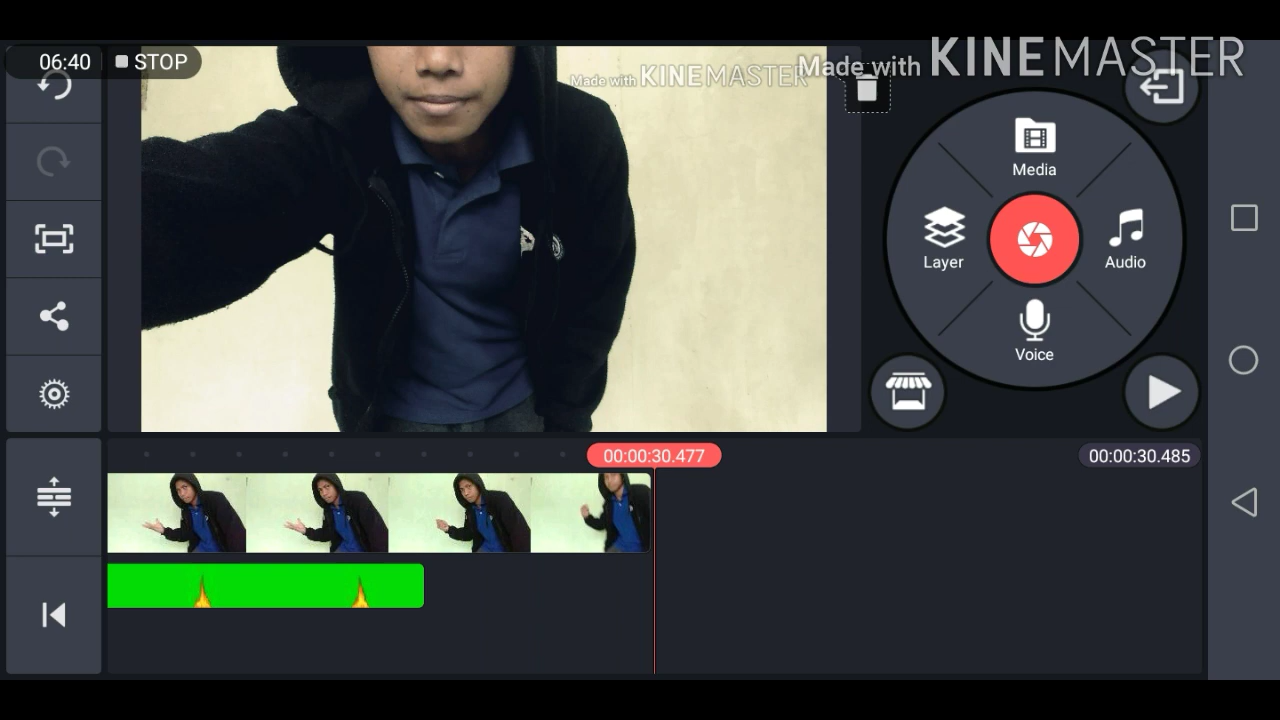 06:40 STOP
Made with KINEMASTER
Made with KINEMASTER
Media
Layer
Audio
Voice
00:00:30.477
00:00:30.485